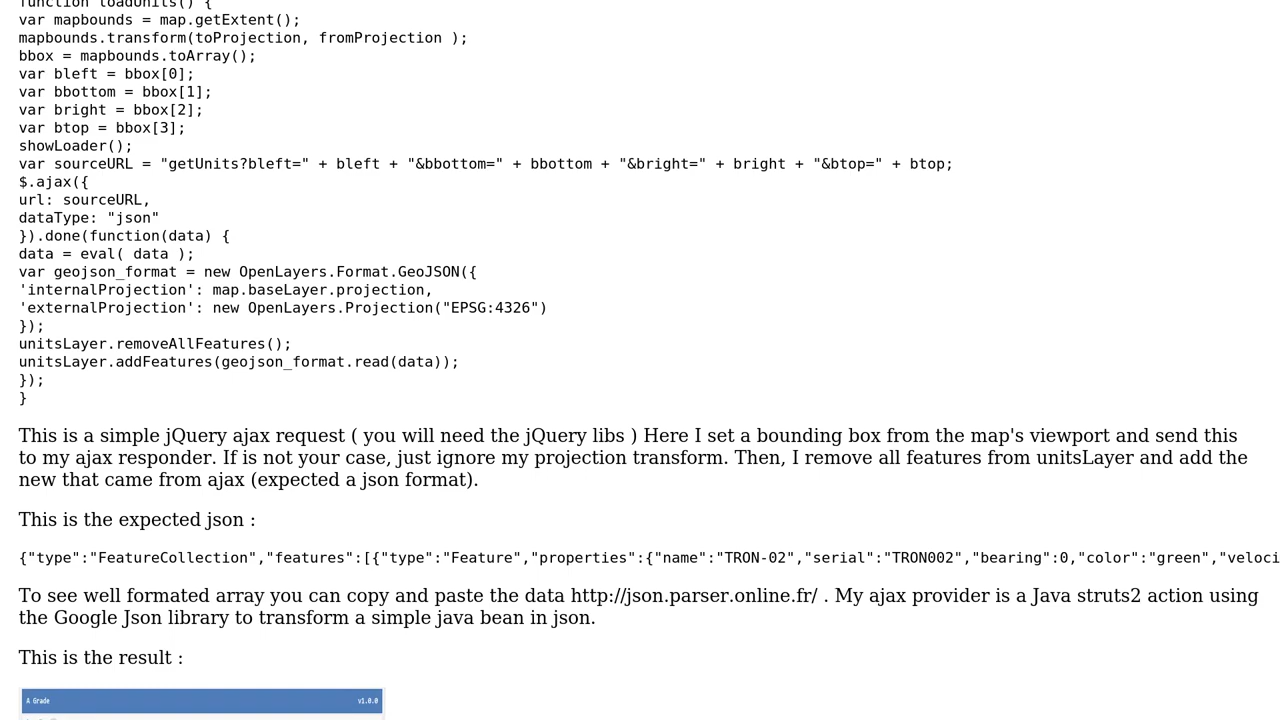 function loadUnits() {
var mapbounds = map.getExtent();
mapbounds.transform(toProjection, fromProjection );
bbox = mapbounds.toArray();
var bleft = bbox[0];
var bbottom = bbox[1];
var bright = bbox[2];
var btop = bbox[3];
showLoader();
var sourceURL = "getUnits?bleft=" + bleft + "&bbottom=" + bbottom + "&bright=" + bright + "&btop=" + btop;
$.ajax({
url: sourceURL,
dataType: "json"
}).done(function(data) {
data = eval( data );
var geojson_format = new OpenLayers.Format.GeoJSON({
'internalProjection': map.baseLayer.projection,
'externalProjection': new OpenLayers.Projection("EPSG:4326")
});
unitsLayer.removeAllFeatures();
unitsLayer.addFeatures(geojson_format.read(data));
});
}
This is a simple jQuery ajax request ( you will need the jQuery libs ) Here I set a bounding box from the map's viewport and send this
to my ajax responder. If is not your case, just ignore my projection transform. Then, I remove all features from unitsLayer and add the
new that came from ajax (expected a json format).
This is the expected json :
{"type":"FeatureCollection","features":[{"type":"Feature","properties":{"name":"TRON-02","serial":"TRON002","bearing":0,"color":"green","veloci
To see well formated array you can copy and paste the data http://json.parser.online.fr/ . My ajax provider is a Java struts2 action using
the Google Json library to transform a simple java bean in json.
This is the result :
A Grade v1.0.0